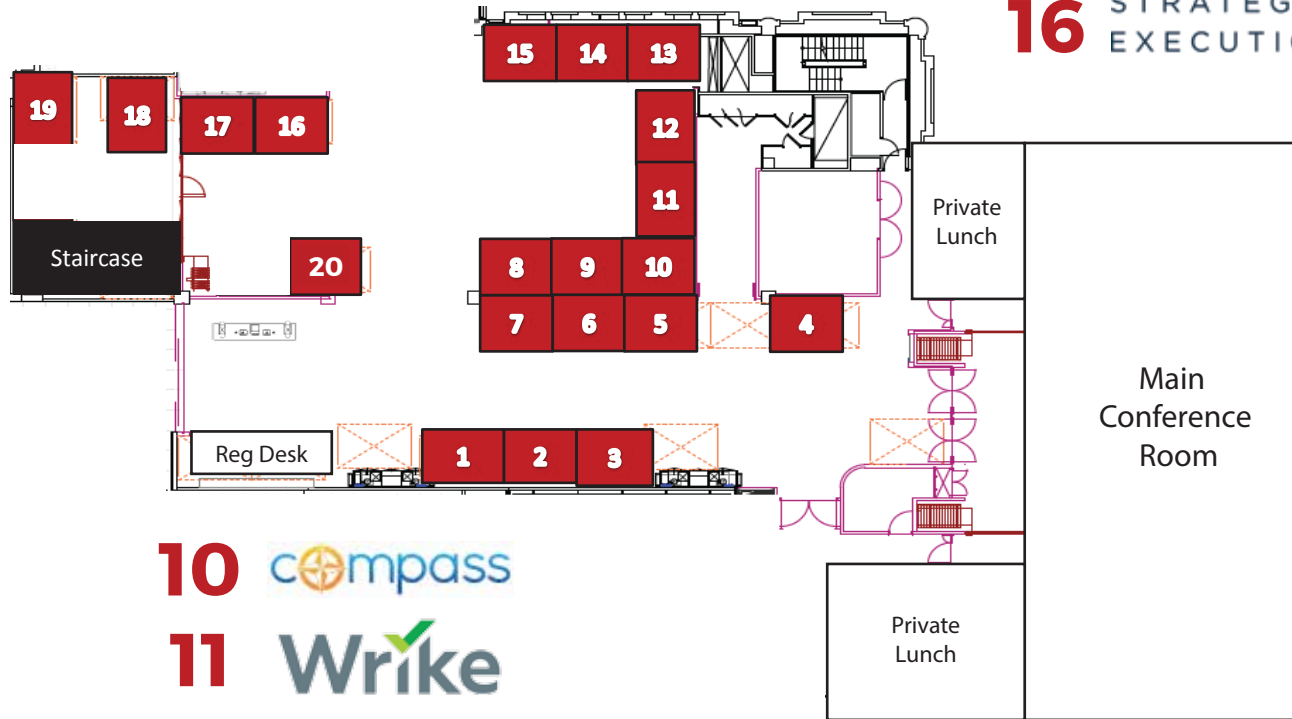 16 STRATEG
EXECUTI
15 14 13
19 18 17 16
12
11
Private
Lunch
Staircase
20
8 9 10
7 6 5 4
Main
Conference
Room
Reg Desk
1 2 3
10 compass
11 Wrike
Private
Lunch